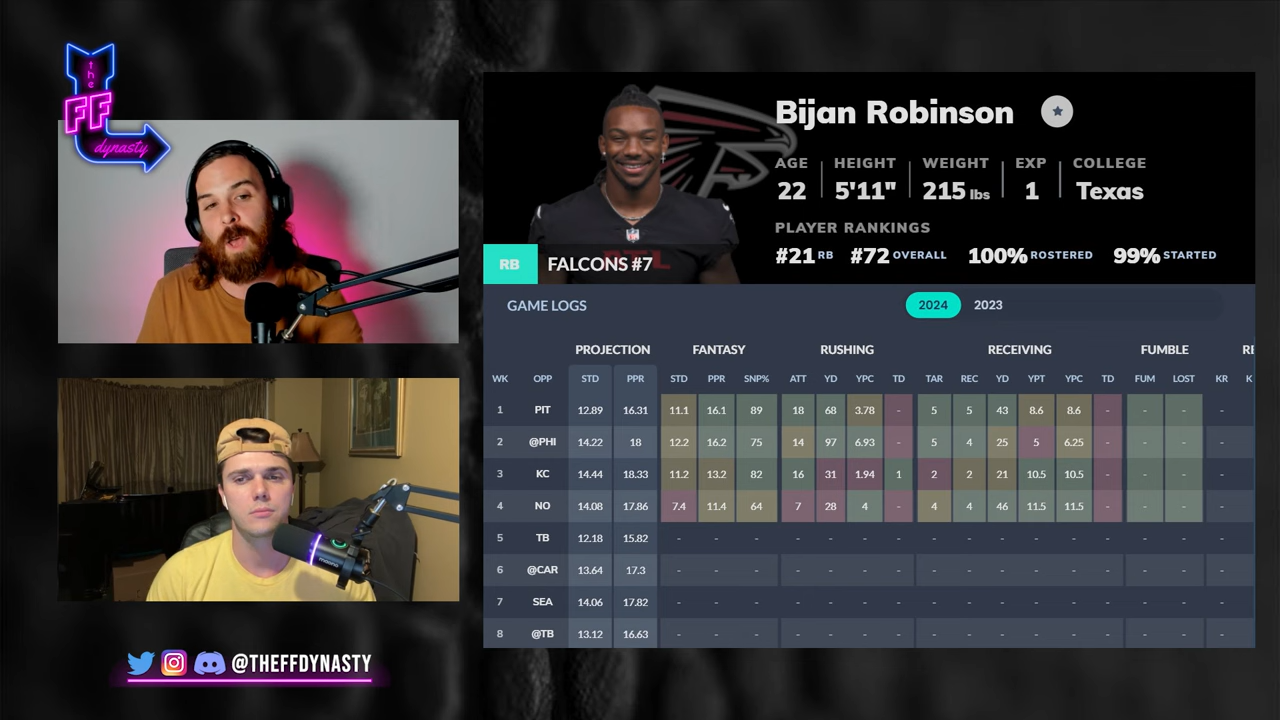 the
FF
dynasty
Bijan Robinson
AGE HEIGHT WEIGHT EXP COLLEGE
22 5'11" 215 lbs 1 Texas
PLAYER RANKINGS
#21 RB #72 OVERALL 100% ROSTERED 99% STARTED
RB FALCONS #7
GAME LOGS 2024 2023
PROJECTION FANTASY RUSHING RECEIVING FUMBLE RE
WK OPP STD PPR STD PPR SNP% ATT YD YPC TD TAR REC YD YPT YPC TD FUM LOST KR K
1 PIT 12.89 16.31 11.1 16.1 89 18 68 3.78 - 5 5 43 8.6 8.6 - - - -
2 @PHI 14.22 18 12.2 16.2 75 14 97 6.93 - 5 4 25 5 6.25 - - - -
3 KC 14.44 18.33 11.2 13.2 82 16 31 1.94 1 2 2 21 10.5 10.5 - - - -
4 NO 14.08 17.86 7.4 11.4 64 7 28 4 - 4 4 46 11.5 11.5 - - - -
5 TB 12.18 15.82 - - - - - - - - - - - - - - - -
6 @CAR 13.64 17.3 - - - - - - - - - - - - - - - -
7 SEA 14.06 17.82 - - - - - - - - - - - - - - - -
8 @TB 13.12 16.63 - - - - - - - - - - - - - - - -
@THEFFDYNASTY